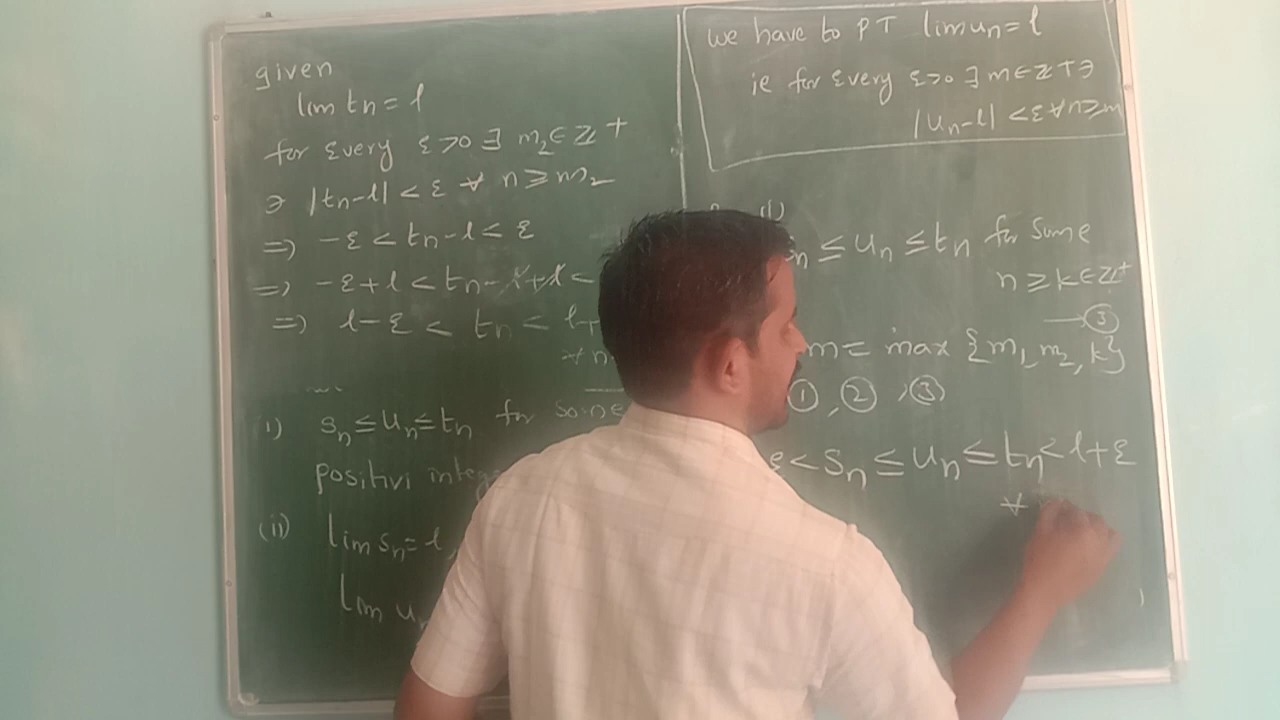 given
lim tn = l
for every ε>0 ∃ m2 ∈ Z+
∋ |tn-l| < ε ∀ n ≥ m2
=) -ε < tn-l < ε
=) -ε+l < tn-l+l <
=) l-ε < tn < l+
∀ n
i) sn ≤ un ≤ tn for some
positivi integ
(ii) lim sn = l,
lim un
we have to PT lim un = l
ie for every ε>0 ∃ m ∈ Z+ ∋
|un-l| < ε ∀ n ≥ m
(i)
n ≤ un ≤ tn for some
n ≥ k ∈ Z+
→ ③
m = max {m1, m2, k}
①, ②, ③
ε < sn ≤ un ≤ tn < l+ε
∀